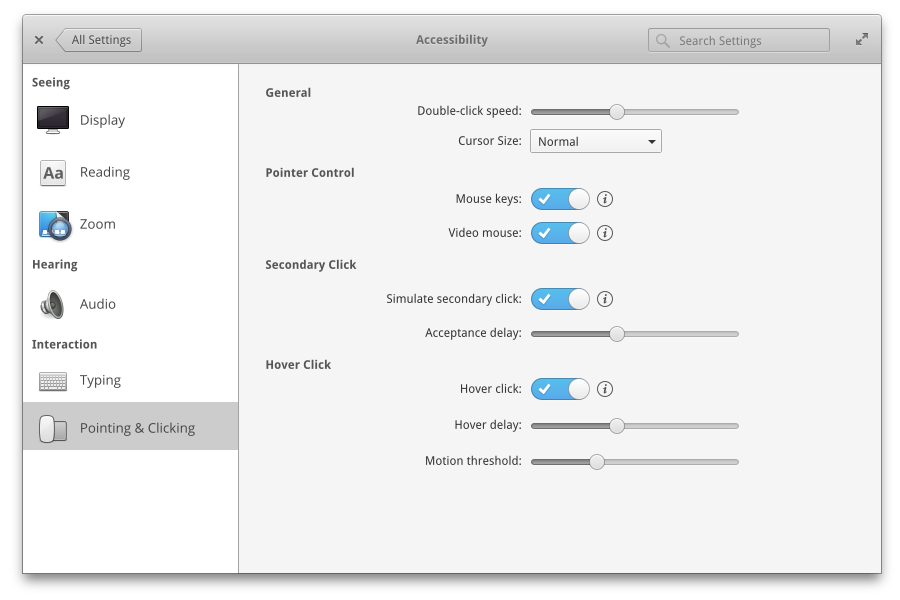 All Settings
Accessibility
Search Settings
Seeing
Display
Aa
Reading
Zoom
Hearing
Audio
Interaction
Typing
Pointing & Clicking
General
Double-click speed:
Cursor Size: Normal
Pointer Control
Mouse keys:
Video mouse:
Secondary Click
Simulate secondary click:
Acceptance delay:
Hover Click
Hover click:
Hover delay:
Motion threshold: